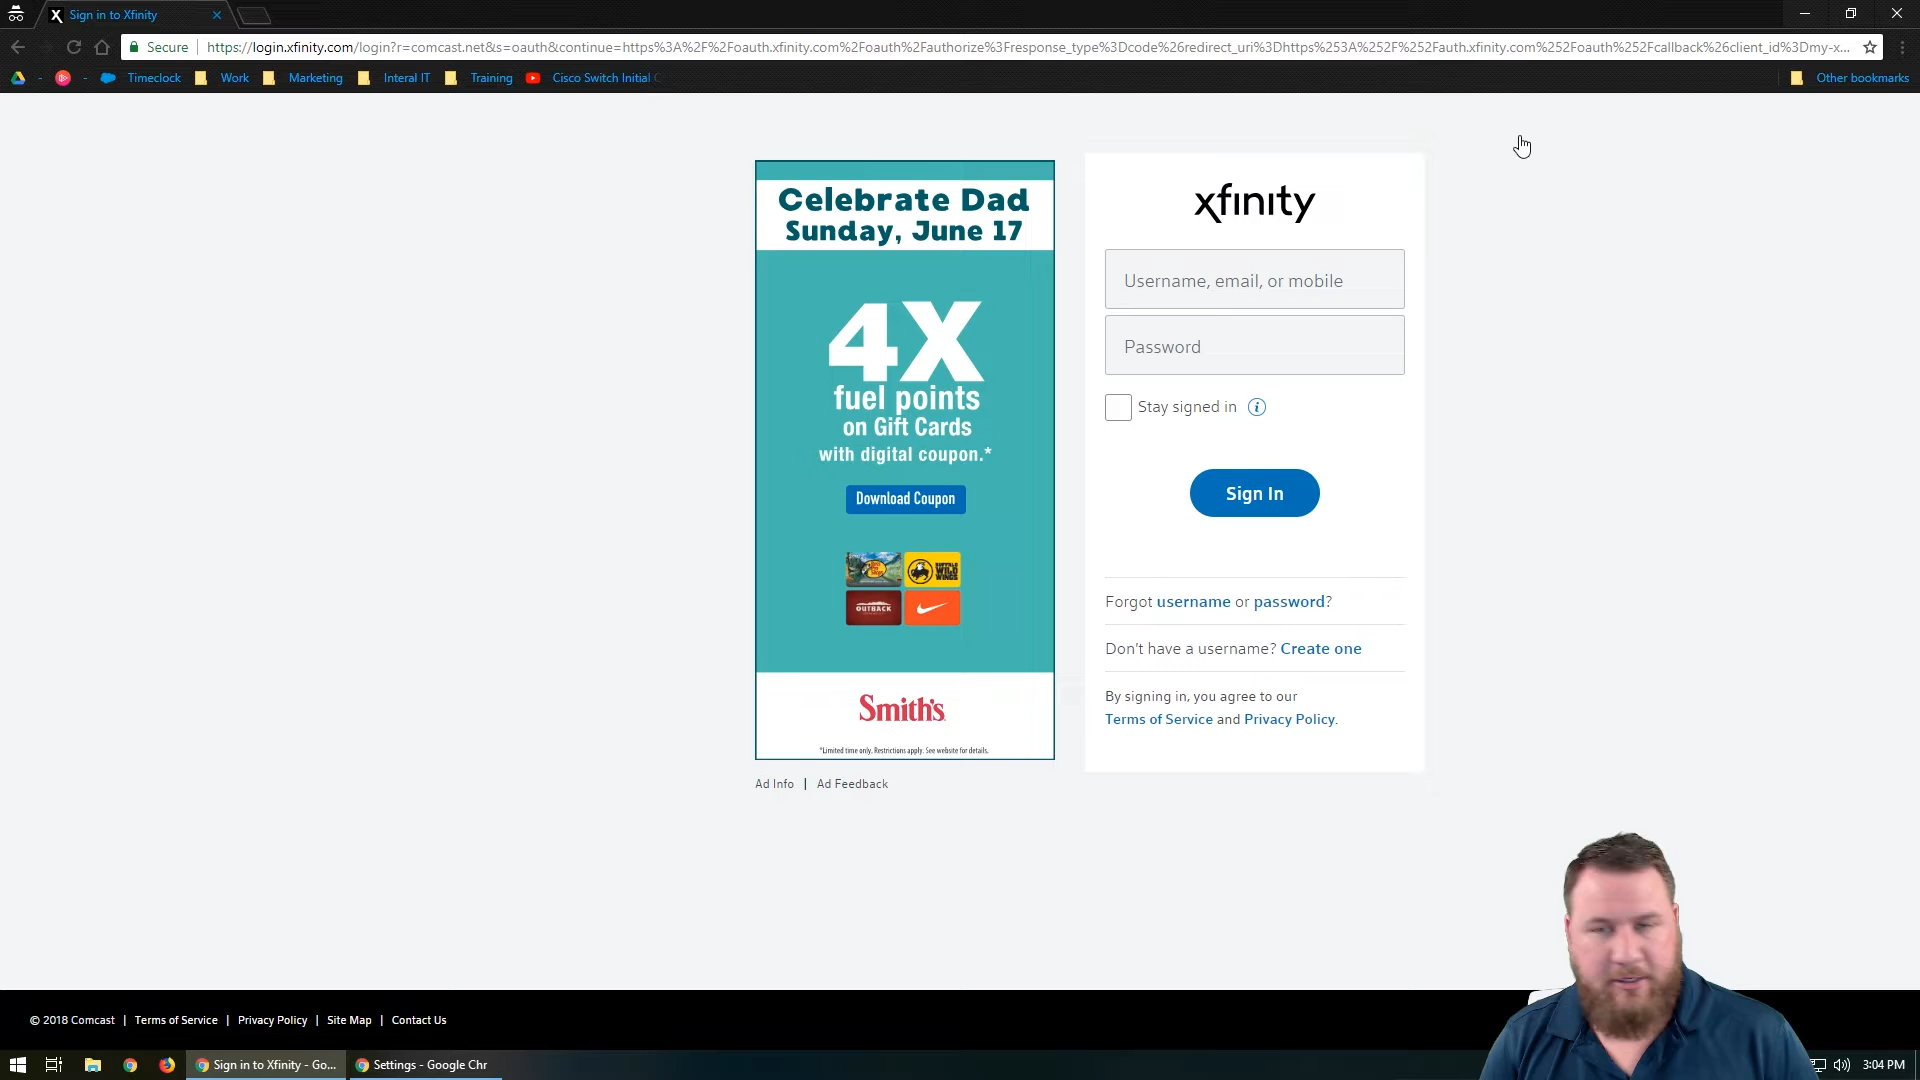 Sign in to Xfinity
Secure
https://login.xfinity.com/login?r=comcast.net&s=oauth&continue=https%3A%2F%2Foauth.xfinity.com%2Foauth%2Fauthorize%3Fresponse_type%3Dcode%26redirect_uri%3Dhttps%253A%252F%252Fauth.xfinity.com%252Foauth%252Fcallback%26client_id%3Dmy-x...
Timeclock
Work
Marketing
Interal IT
Training
Cisco Switch Initial C
Other bookmarks
Celebrate Dad
Sunday, June 17
4X
fuel points
on Gift Cards
with digital coupon.*
Download Coupon
Bass Pro Shops
BUFFALO WILD WINGS
OUTBACK
Smith's
*Limited time only. Restrictions apply. See website for details.
Ad Info | Ad Feedback
xfinity
Username, email, or mobile
Password
Stay signed in
Sign In
Forgot username or password?
Don't have a username? Create one
By signing in, you agree to our
Terms of Service and Privacy Policy.
© 2018 Comcast | Terms of Service | Privacy Policy | Site Map | Contact Us
Sign in to Xfinity - Go...
Settings - Google Chr
3:04 PM